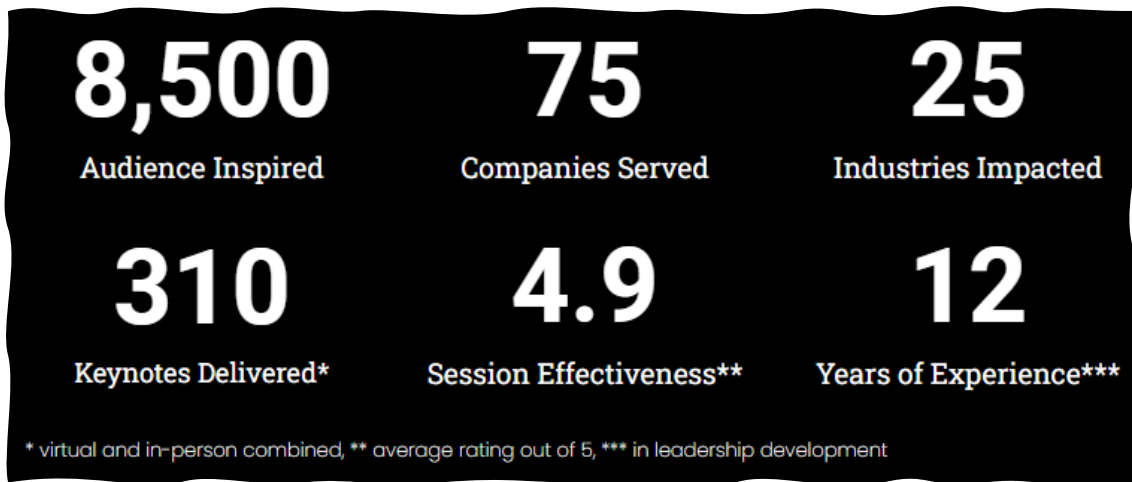 8,500 75 25
Audience Inspired Companies Served Industries Impacted
310 4.9 12
Keynotes Delivered* Session Effectiveness** Years of Experience***
* virtual and in-person combined, ** average rating out of 5, *** in leadership development